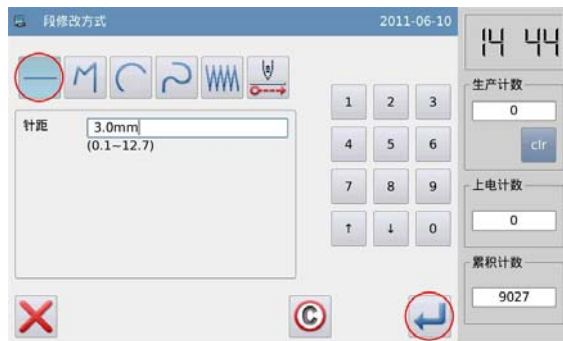 段修改方式 2011-06-10
14 44
生产计数
0
clr
针距 3.0mm
(0.1~12.7)
1 2 3
4 5 6
7 8 9
↑ ↓ 0
上电计数
0
累积计数
9027
C